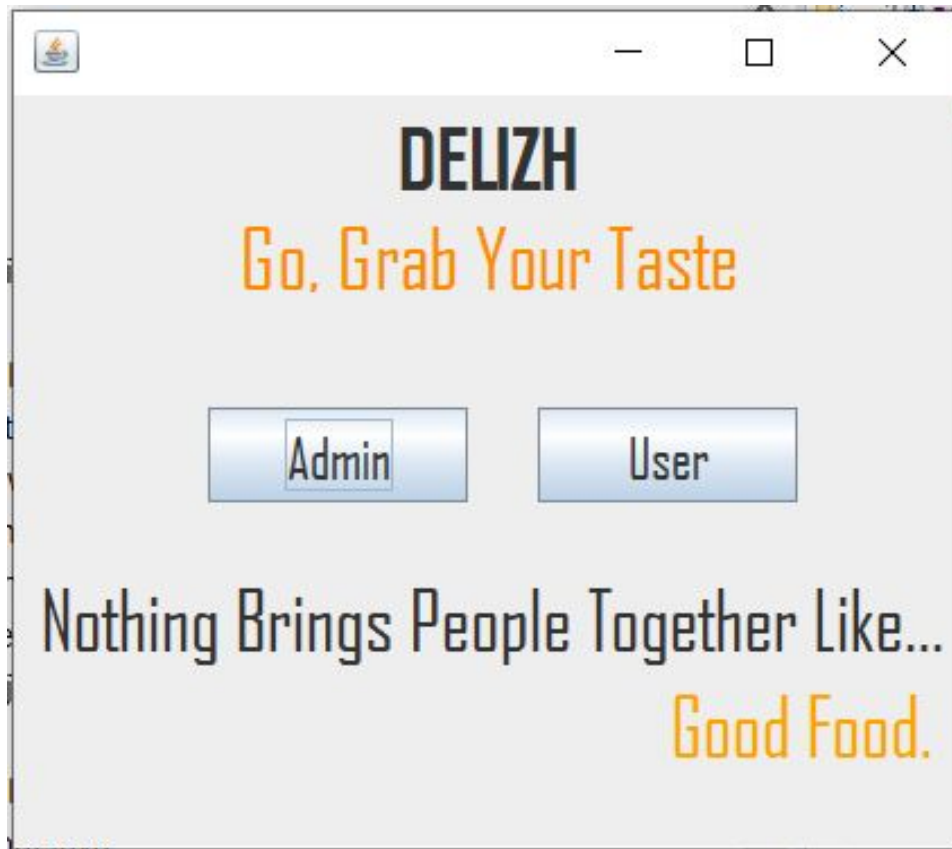 DELIZH
Go, Grab Your Taste
Admin User
Nothing Brings People Together Like...
Good Food.